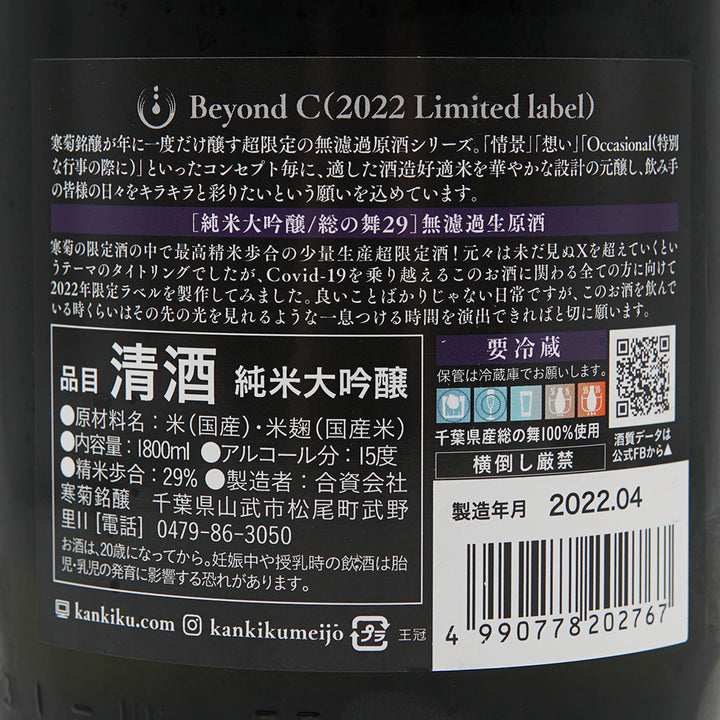 Beyond C(2022 Limited label)
寒菊銘醸が年に一度だけ醸す超限定の無濾過原酒シリーズ。「情景」「想い」「Occasional(特別
な行事の際に)」といったコンセプト毎に、適した酒造好適米を華やかな設計の元醸し、飲み手
の皆様の日々をキラキラと彩りたいという願いを込めています。
[純米大吟醸/総の舞29]無濾過生原酒
寒菊の限定酒の中で最高精米歩合の少量生産超限定酒!元々は未だ見ぬXを超えていくとい
うテーマのタイトリングでしたが、Covid-19を乗り越えるこのお酒に関わる全ての方に向けて
2022年限定ラベルを製作してみました。良いことばかりじゃない日常ですが、このお酒を飲んで
いる時くらいはその先の光を見れるような一息つける時間を演出できればと切に願います。
品目 清酒 純米大吟醸
●原材料名:米(国産)・米麹(国産米)
●内容量:1800ml ●アルコール分:15度
●精米歩合:29% ●製造者:合資会社
寒菊銘醸 千葉県山武市松尾町武野
里11 [電話] 0479-86-3050
お酒は、20歳になってから。妊娠中や授乳時の飲酒は胎
児・乳児の発育に影響する恐れがあります。
要冷蔵
保管は冷蔵庫でお願いします。
千葉県産総の舞100%使用
横倒し厳禁
酒質データは
公式FBから▲
製造年月 2022.04
4 990778 202767
kankiku.com kankikumeijo プラ 王冠